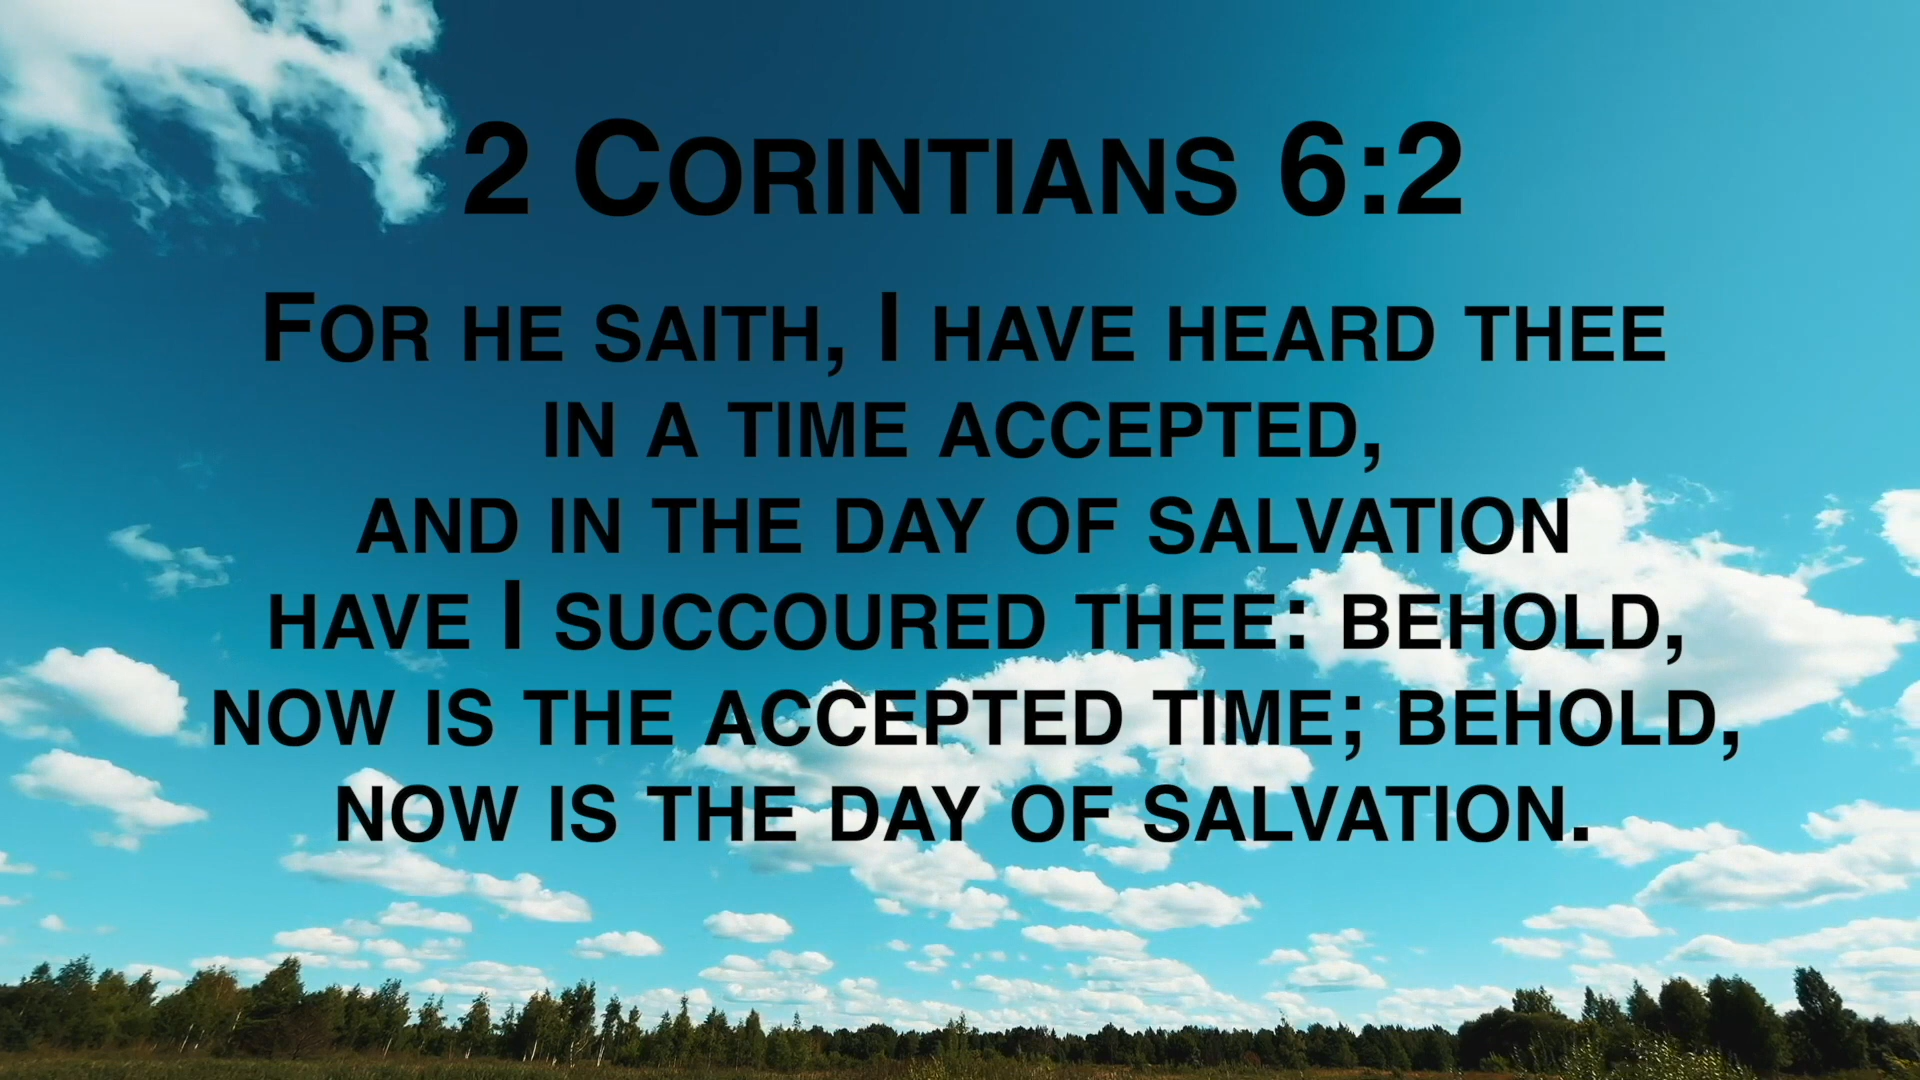 2 Corintians 6:2
For he saith, I have heard thee
in a time accepted,
and in the day of salvation
have I succoured thee: behold,
now is the accepted time; behold,
now is the day of salvation.